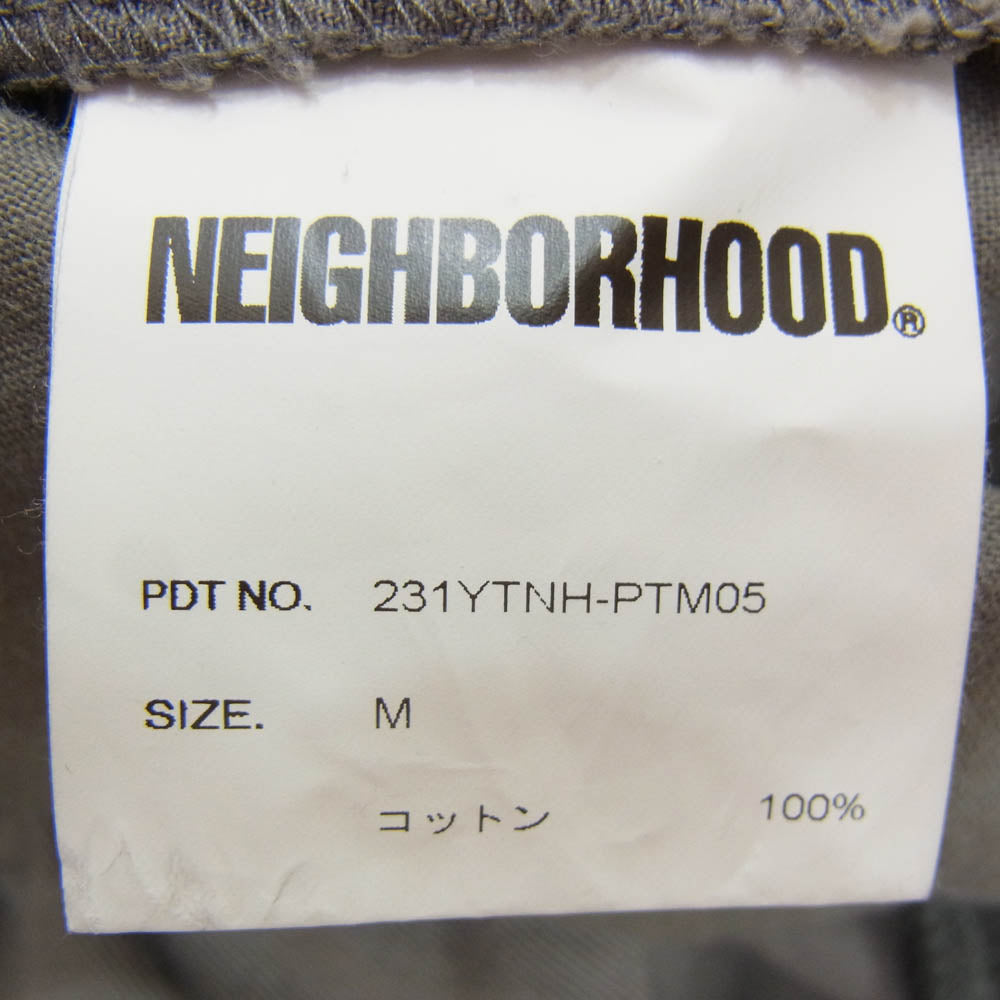 NEIGHBORHOOD®
PDT NO. 231YTNH-PTM05
SIZE. M
コットン 100%